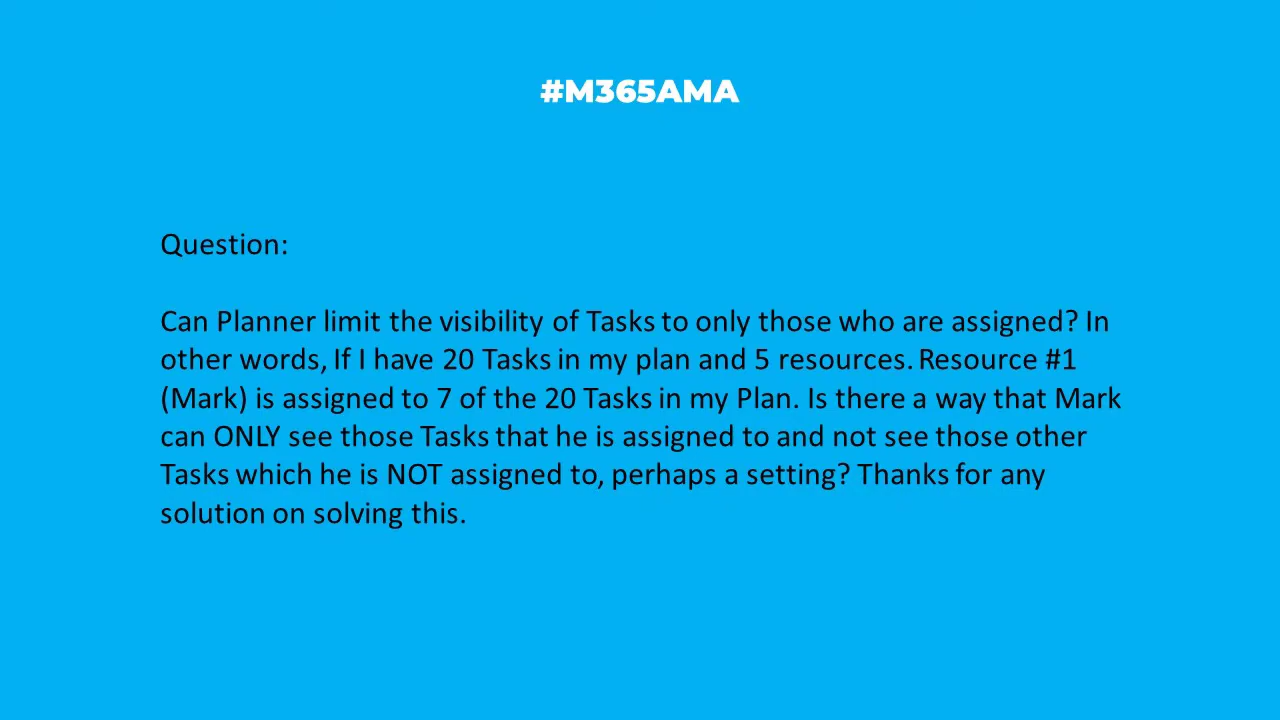 #M365AMA
Question:
Can Planner limit the visibility of Tasks to only those who are assigned? In
other words, If I have 20 Tasks in my plan and 5 resources. Resource #1
(Mark) is assigned to 7 of the 20 Tasks in my Plan. Is there a way that Mark
can ONLY see those Tasks that he is assigned to and not see those other
Tasks which he is NOT assigned to, perhaps a setting? Thanks for any
solution on solving this.